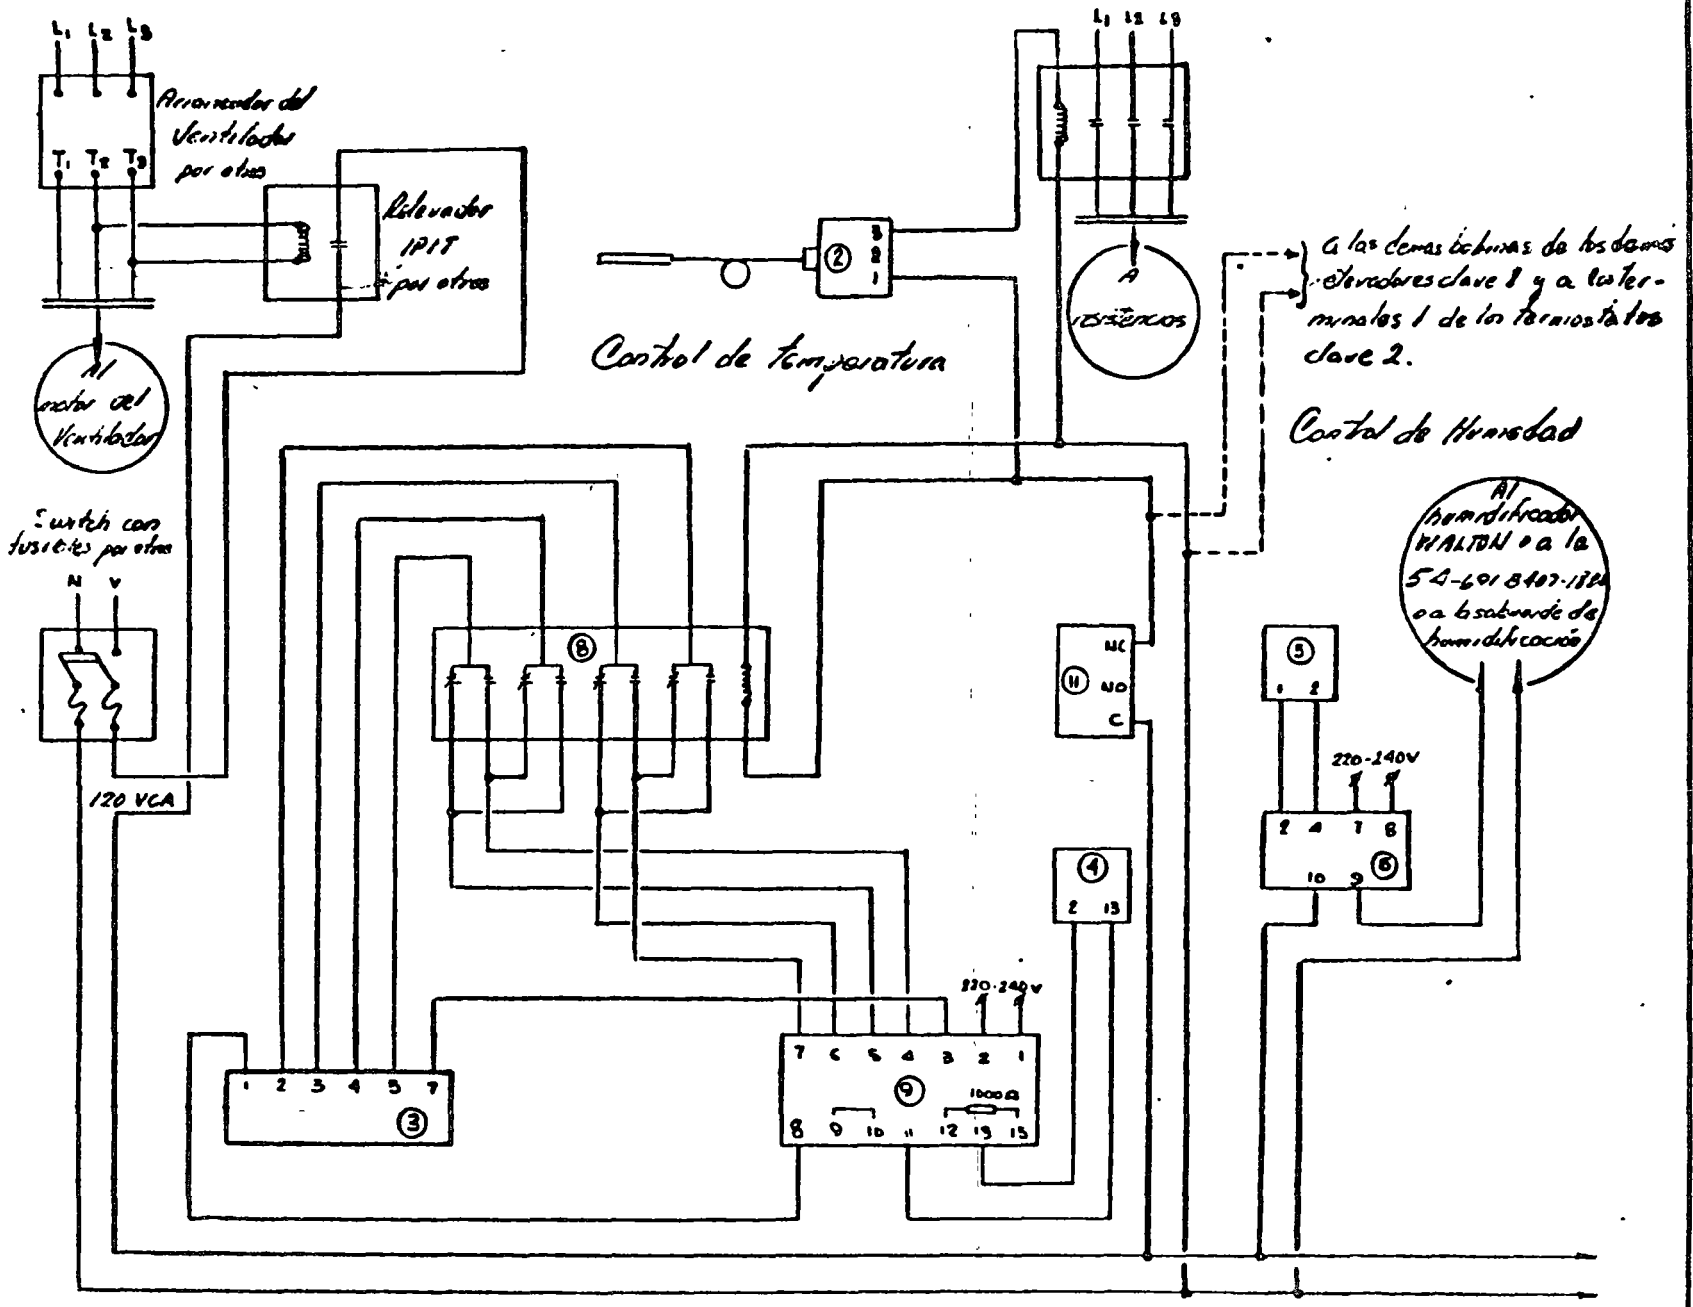 L1 L2 L3
Arrancador del
Ventilador
por otros
T1 T2 T3
Relevador
1P1T
por otros
Al
motor del
Ventilador
Switch con
fusibles por otros
N V
120 VCA
L1 L2 L3
2
3
2
1
Control de temperatura
A
resistencias
a las demas bobinas de los demas
relevadores clave 8 y a las ter-
minales 1 de los termostatos
clave 2.
Control de Humedad
Al
humidificador
WALTON o a la
o a la de
humidificación
8
11
NC
NO
C
5
1 2
220-240V
2 4 7 8
6
10 9
4
2 13
220-240V
7 6 5 4 3 2 1
9
1000Ω
8 9 10 11 12 13 15
1 2 3 4 5 7
3